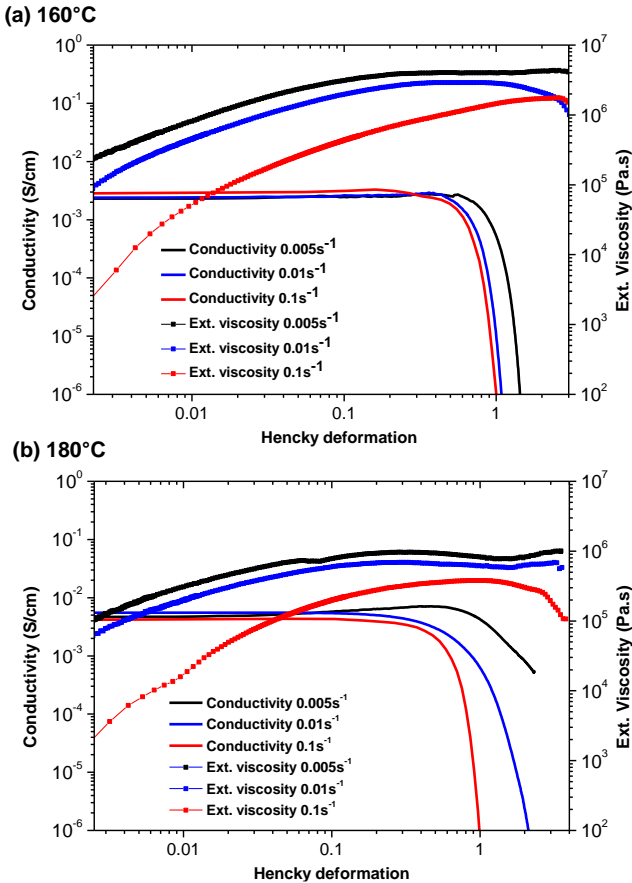 (a) 160°C
10^0
10^-1
10^-2
10^-3
10^-4
10^-5
10^-6
Conductivity (S/cm)
10^7
10^6
10^5
10^4
10^3
10^2
Ext. Viscosity (Pa.s)
Conductivity 0.005s^-1
Conductivity 0.01s^-1
Conductivity 0.1s^-1
Ext. viscosity 0.005s^-1
Ext. viscosity 0.01s^-1
Ext. viscosity 0.1s^-1
0.01 0.1 1
Hencky deformation
(b) 180°C
10^0
10^-1
10^-2
10^-3
10^-4
10^-5
10^-6
Conductivity (S/cm)
10^7
10^6
10^5
10^4
10^3
10^2
Ext. Viscosity (Pa.s)
Conductivity 0.005s^-1
Conductivity 0.01s^-1
Conductivity 0.1s^-1
Ext. viscosity 0.005s^-1
Ext. viscosity 0.01s^-1
Ext. viscosity 0.1s^-1
0.01 0.1 1
Hencky deformation